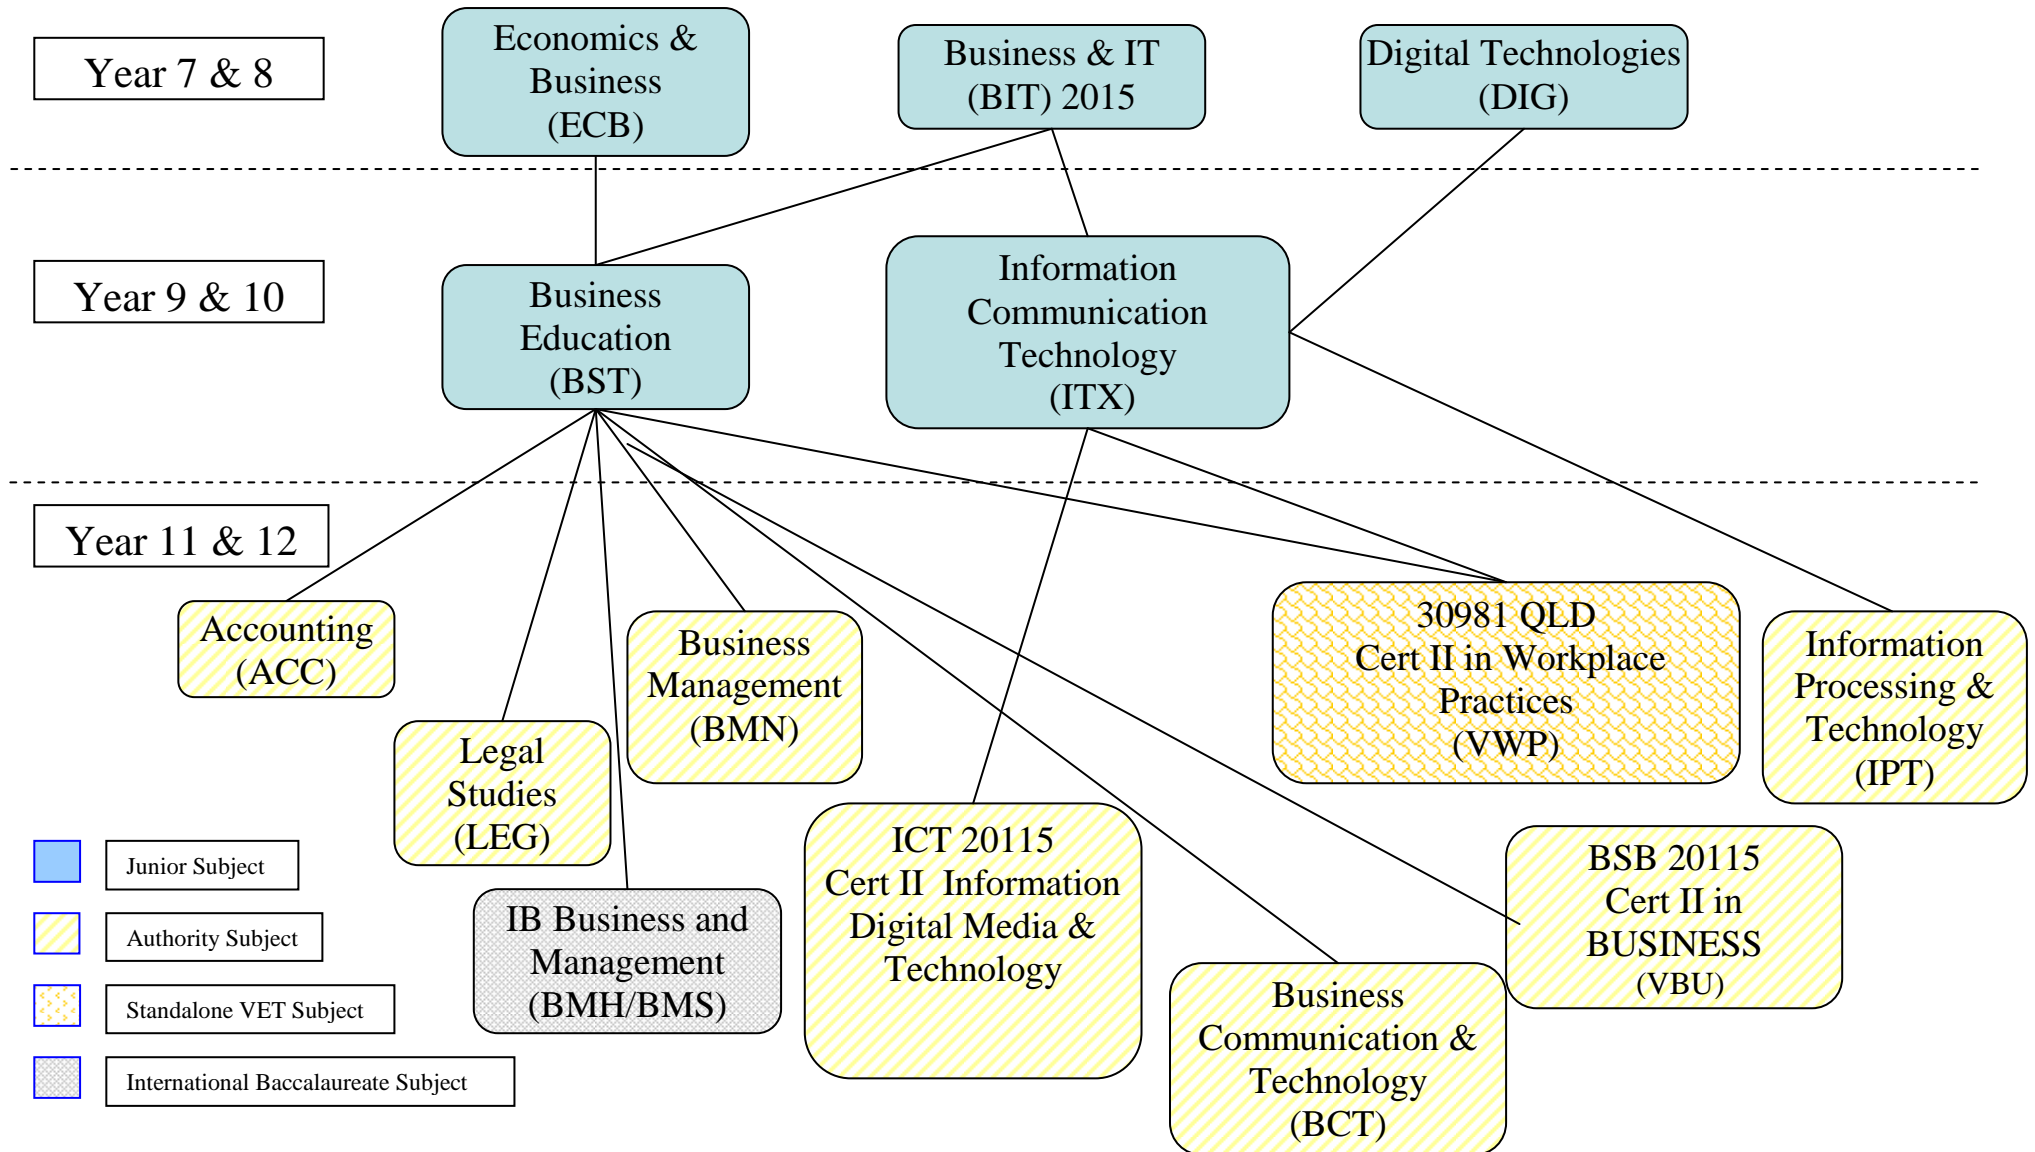 Year 7 & 8
Economics &
Business
(ECB)
Business & IT
(BIT) 2015
Digital Technologies
(DIG)
Year 9 & 10
Business
Education
(BST)
Information
Communication
Technology
(ITX)
Year 11 & 12
Accounting
(ACC)
Legal
Studies
(LEG)
Business
Management
(BMN)
30981 QLD
Cert II in Workplace
Practices
(VWP)
Information
Processing &
Technology
(IPT)
IB Business and
Management
(BMH/BMS)
ICT 20115
Cert II  Information
Digital Media &
Technology
Business
Communication &
Technology
(BCT)
BSB 20115
Cert II in
BUSINESS
(VBU)
Junior Subject
Authority Subject
Standalone VET Subject
International Baccalaureate Subject